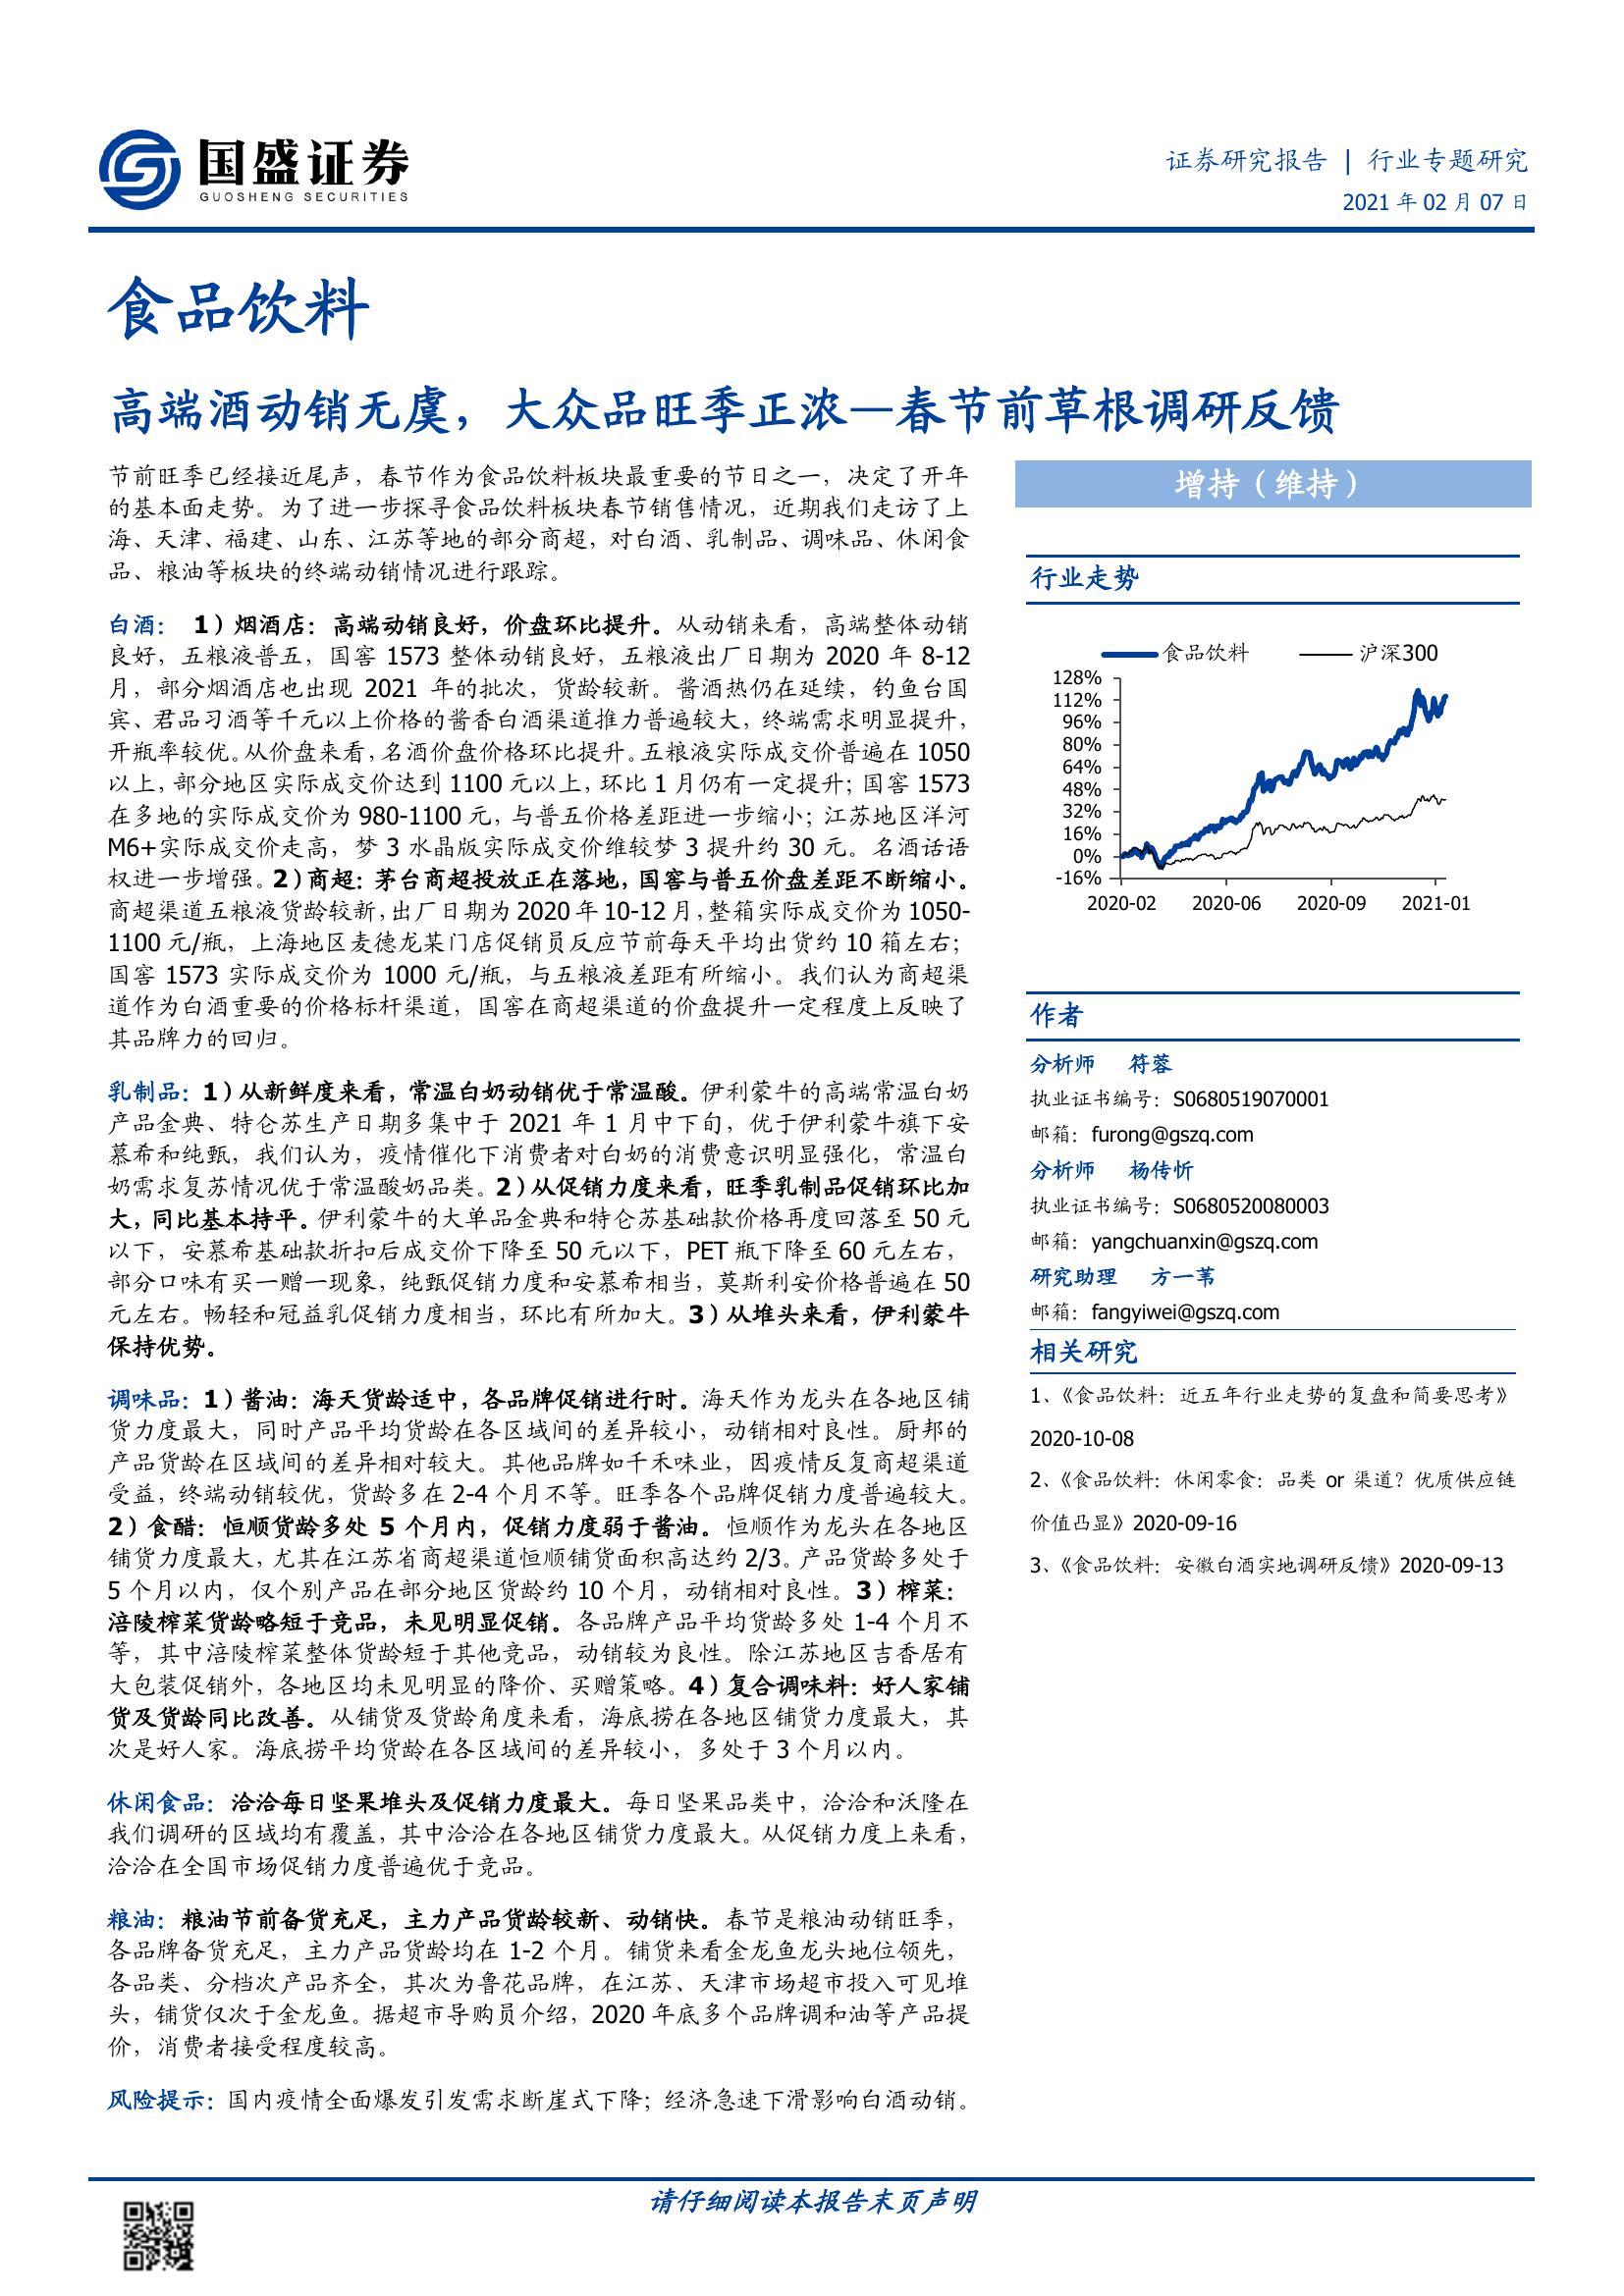 国盛证券
GUOSHENG SECURITIES
证券研究报告 | 行业专题研究
2021 年 02 月 07 日
食品饮料
高端酒动销无虞，大众品旺季正浓—春节前草根调研反馈
节前旺季已经接近尾声，春节作为食品饮料板块最重要的节日之一，决定了开年
的基本面走势。为了进一步探寻食品饮料板块春节销售情况，近期我们走访了上
海、天津、福建、山东、江苏等地的部分商超，对白酒、乳制品、调味品、休闲食
品、粮油等板块的终端动销情况进行跟踪。
白酒： 1）烟酒店：高端动销良好，价盘环比提升。从动销来看，高端整体动销
良好，五粮液普五，国窖 1573 整体动销良好，五粮液出厂日期为 2020 年 8-12
月，部分烟酒店也出现 2021 年的批次，货龄较新。酱酒热仍在延续，钓鱼台国
宾、君品习酒等千元以上价格的酱香白酒渠道推力普遍较大，终端需求明显提升，
开瓶率较优。从价盘来看，名酒价盘价格环比提升。五粮液实际成交价普遍在 1050
以上，部分地区实际成交价达到 1100 元以上，环比 1 月仍有一定提升；国窖 1573
在多地的实际成交价为 980-1100 元，与普五价格差距进一步缩小；江苏地区洋河
M6+实际成交价走高，梦 3 水晶版实际成交价维较梦 3 提升约 30 元。名酒话语
权进一步增强。2）商超：茅台商超投放正在落地，国窖与普五价盘差距不断缩小。
商超渠道五粮液货龄较新，出厂日期为 2020 年 10-12 月，整箱实际成交价为 1050-
1100 元/瓶，上海地区麦德龙某门店促销员反应节前每天平均出货约 10 箱左右；
国窖 1573 实际成交价为 1000 元/瓶，与五粮液差距有所缩小。我们认为商超渠
道作为白酒重要的价格标杆渠道，国窖在商超渠道的价盘提升一定程度上反映了
其品牌力的回归。
乳制品：1）从新鲜度来看，常温白奶动销优于常温酸。伊利蒙牛的高端常温白奶
产品金典、特仑苏生产日期多集中于 2021 年 1 月中下旬，优于伊利蒙牛旗下安
慕希和纯甄，我们认为，疫情催化下消费者对白奶的消费意识明显强化，常温白
奶需求复苏情况优于常温酸奶品类。2）从促销力度来看，旺季乳制品促销环比加
大，同比基本持平。伊利蒙牛的大单品金典和特仑苏基础款价格再度回落至 50 元
以下，安慕希基础款折扣后成交价下降至 50 元以下，PET 瓶下降至 60 元左右，
部分口味有买一赠一现象，纯甄促销力度和安慕希相当，莫斯利安价格普遍在 50
元左右。畅轻和冠益乳促销力度相当，环比有所加大。3）从堆头来看，伊利蒙牛
保持优势。
调味品：1）酱油：海天货龄适中，各品牌促销进行时。海天作为龙头在各地区铺
货力度最大，同时产品平均货龄在各区域间的差异较小，动销相对良性。厨邦的
产品货龄在区域间的差异相对较大。其他品牌如千禾味业，因疫情反复商超渠道
受益，终端动销较优，货龄多在 2-4 个月不等。旺季各个品牌促销力度普遍较大。
2）食醋：恒顺货龄多处 5 个月内，促销力度弱于酱油。恒顺作为龙头在各地区
铺货力度最大，尤其在江苏省商超渠道恒顺铺货面积高达约 2/3。产品货龄多处于
5 个月以内，仅个别产品在部分地区货龄约 10 个月，动销相对良性。3）榨菜：
涪陵榨菜货龄略短于竞品，未见明显促销。各品牌产品平均货龄多处 1-4 个月不
等，其中涪陵榨菜整体货龄短于其他竞品，动销较为良性。除江苏地区吉香居有
大包装促销外，各地区均未见明显的降价、买赠策略。4）复合调味料：好人家铺
货及货龄同比改善。从铺货及货龄角度来看，海底捞在各地区铺货力度最大，其
次是好人家。海底捞平均货龄在各区域间的差异较小，多处于 3 个月以内。
休闲食品：洽洽每日坚果堆头及促销力度最大。每日坚果品类中，洽洽和沃隆在
我们调研的区域均有覆盖，其中洽洽在各地区铺货力度最大。从促销力度上来看，
洽洽在全国市场促销力度普遍优于竞品。
粮油：粮油节前备货充足，主力产品货龄较新、动销快。春节是粮油动销旺季，
各品牌备货充足，主力产品货龄均在 1-2 个月。铺货来看金龙鱼龙头地位领先，
各品类、分档次产品齐全，其次为鲁花品牌，在江苏、天津市场超市投入可见堆
头，铺货仅次于金龙鱼。据超市导购员介绍，2020 年底多个品牌调和油等产品提
价，消费者接受程度较高。
风险提示：国内疫情全面爆发引发需求断崖式下降；经济急速下滑影响白酒动销。
增持（维持）
行业走势
食品饮料 沪深300
128%
112%
96%
80%
64%
48%
32%
16%
0%
-16%
2020-02 2020-06 2020-09 2021-01
作者
分析师 符蓉
执业证书编号：S0680519070001
邮箱：furong@gszq.com
分析师 杨传忻
执业证书编号：S0680520080003
邮箱：yangchuanxin@gszq.com
研究助理 方一苇
邮箱：fangyiwei@gszq.com
相关研究
1、《食品饮料：近五年行业走势的复盘和简要思考》
2020-10-08
2、《食品饮料：休闲零食：品类 or 渠道？优质供应链
价值凸显》2020-09-16
3、《食品饮料：安徽白酒实地调研反馈》2020-09-13
请仔细阅读本报告末页声明